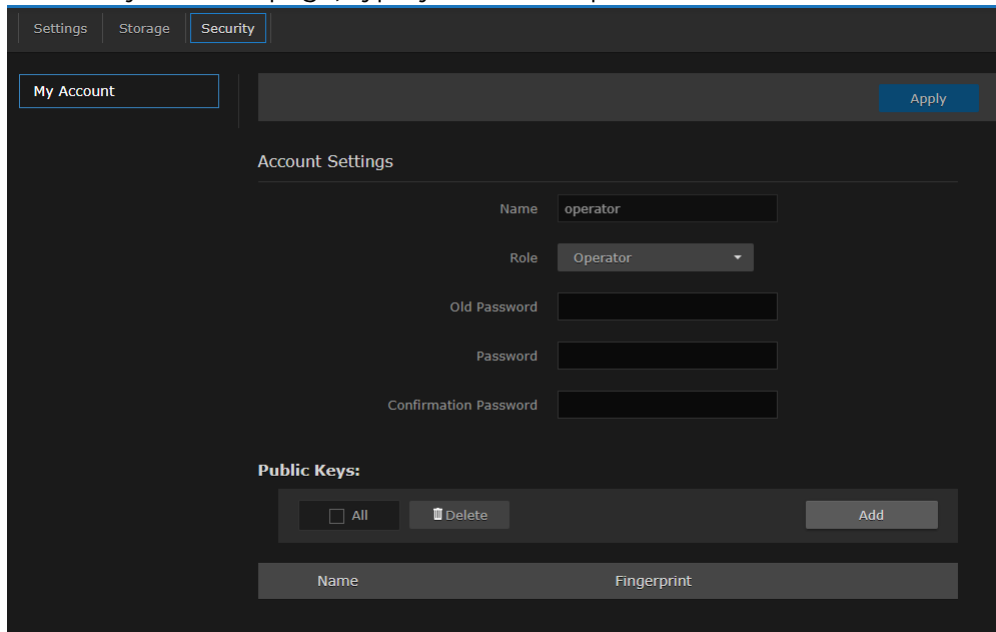 Settings Storage Security
My Account
Apply
Account Settings
Name operator
Role Operator
Old Password
Password
Confirmation Password
Public Keys:
All Delete Add
Name Fingerprint